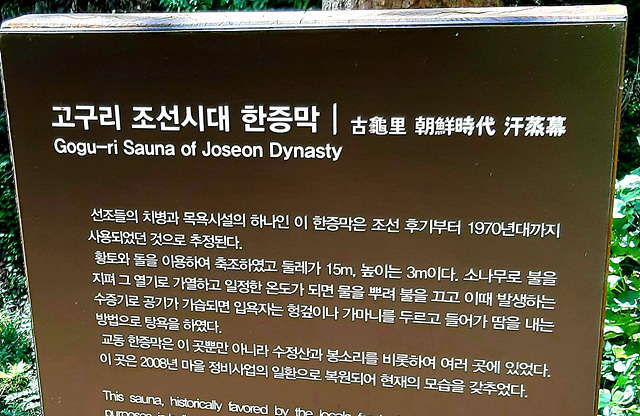 고구리 조선시대 한증막 | 古龜里 朝鮮時代 汗蒸幕
Gogu-ri Sauna of Joseon Dynasty
선조들의 치병과 목욕시설의 하나인 이 한증막은 조선 후기부터 1970년대까지
사용되었던 것으로 추정된다.
황토와 돌을 이용하여 축조하였고 둘레가 15m, 높이는 3m이다. 소나무로 불을
지펴 그 열기로 가열하고 일정한 온도가 되면 물을 뿌려 불을 끄고 이때 발생하는
수증기로 공기가 가습되면 입욕자는 헝겊이나 가마니를 두르고 들어가 땀을 내는
방법으로 탕욕을 하였다.
교동 한증막은 이 곳뿐만 아니라 수정산과 봉소리를 비롯하여 여러 곳에 있었다.
이 곳은 2008년 마을 정비사업의 일환으로 복원되어 현재의 모습을 갖추었다.
This sauna, historically favored by the locals